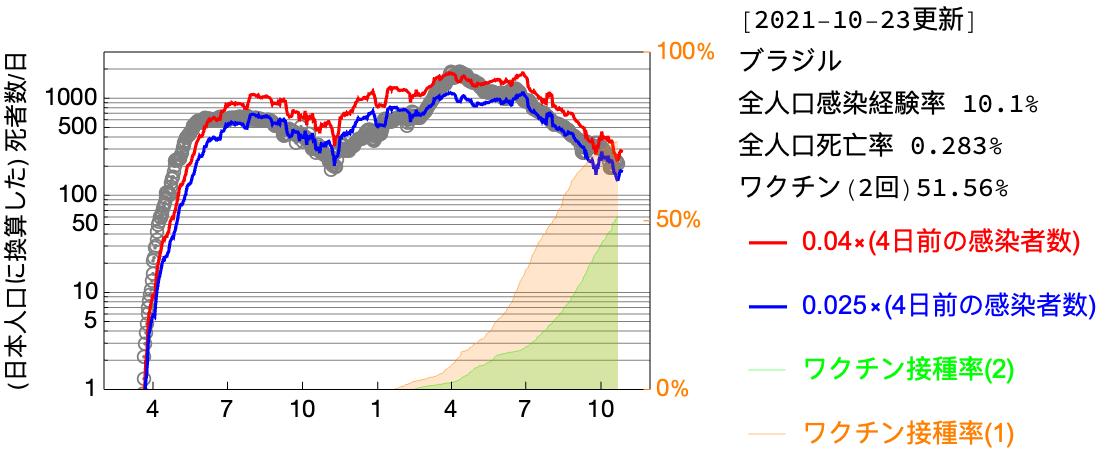 [2021-10-23更新]
ブラジル
全人口感染経験率 10.1%
全人口死亡率 0.283%
ワクチン(2回)51.56%
0.04×(4日前の感染者数)
0.025×(4日前の感染者数)
ワクチン接種率(2)
ワクチン接種率(1)
(日本人口に換算した) 死者数/日
1000
500
100
50
10
5
1
100%
50%
0%
4 7 10 1 4 7 10